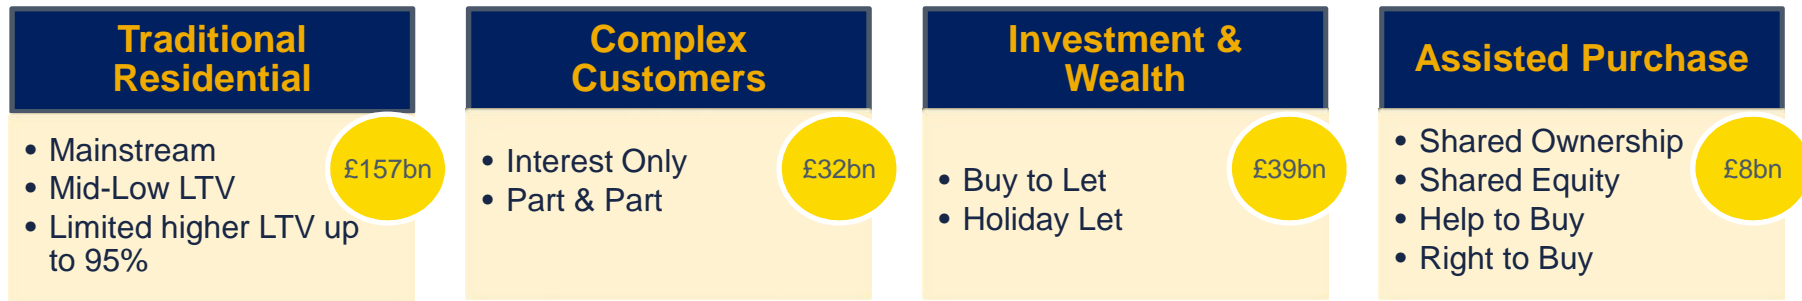 Traditional
Residential
£157bn
• Mainstream
• Mid-Low LTV
• Limited higher LTV up
to 95%
Complex
Customers
£32bn
• Interest Only
• Part & Part
Investment &
Wealth
£39bn
• Buy to Let
• Holiday Let
Assisted Purchase
£8bn
• Shared Ownership
• Shared Equity
• Help to Buy
• Right to Buy